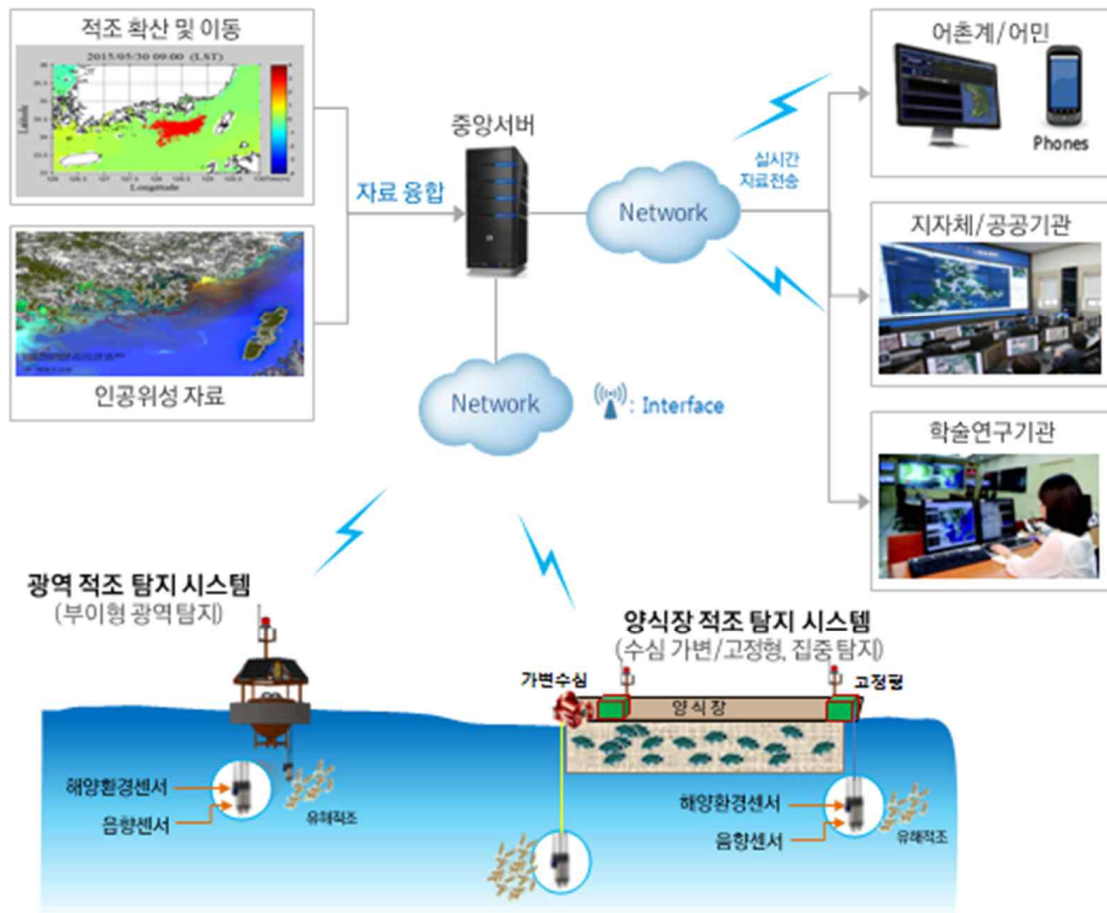 적조 확산 및 이동
2015/05/30 09:00 (LST)
Latitude
Longitude
인공위성 자료
자료 융합
중앙서버
Network
실시간
자료전송
Network
: Interface
어촌계/어민
Phones
지자체/공공기관
학술연구기관
광역 적조 탐지 시스템
(부이형 광역 탐지)
해양환경센서
음향센서
유해적조
양식장 적조 탐지 시스템
(수심 가변/고정형, 집중 탐지)
가변수심
고정형
양식장
해양환경센서
음향센서
유해적조